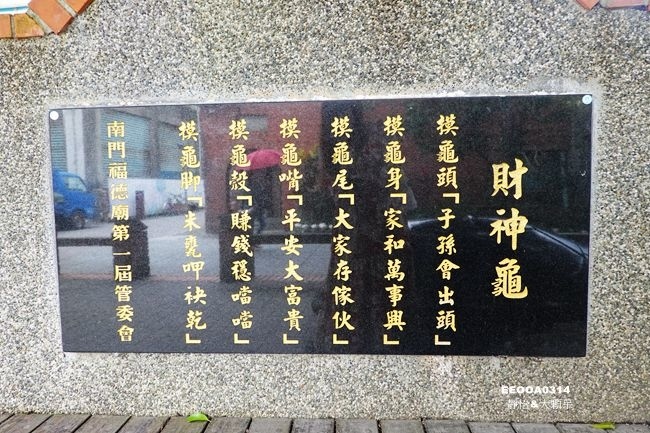 財神龜
摸龜頭「子孫會出頭」
摸龜身「家和萬事興」
摸龜尾「大家存傢伙」
摸龜嘴「平安大富貴」
摸龜殼「賺錢穩噹噹」
摸龜腳「米甕呷袂乾」
南門福德廟第一屆管委會
EEOOA0314